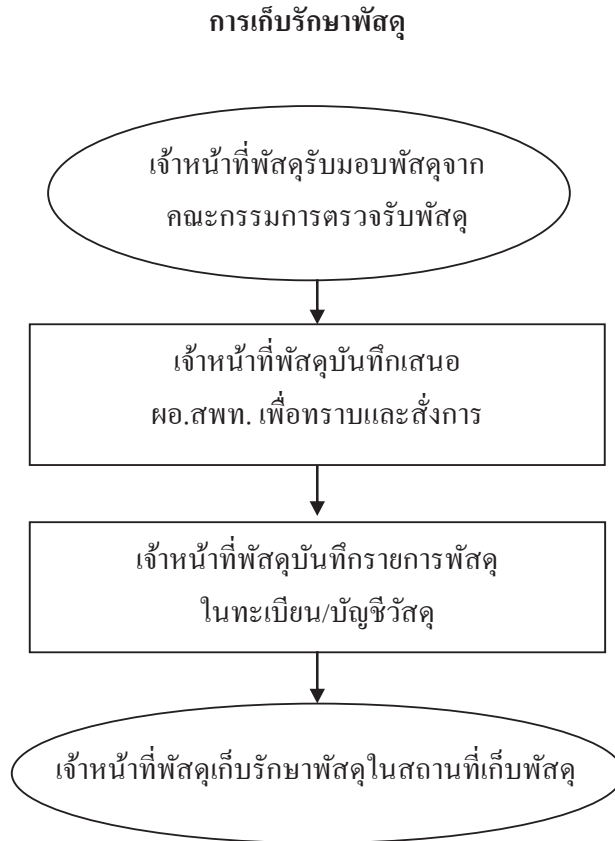 การเก็บรักษาพัสดุ
เจ้าหน้าที่พัสดุรับมอบพัสดุจาก
คณะกรรมการตรวจรับพัสดุ
เจ้าหน้าที่พัสดุบันทึกเสนอ
ผอ.สพท. เพื่อทราบและสั่งการ
เจ้าหน้าที่พัสดุบันทึกรายการพัสดุ
ในทะเบียน/บัญชีวัสดุ
เจ้าหน้าที่พัสดุเก็บรักษาพัสดุในสถานที่เก็บพัสดุ